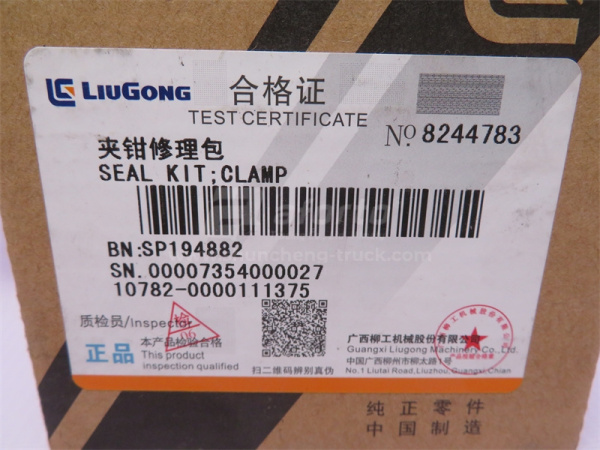 LIUGONG 合格证
TEST CERTIFICATE
No. 8244783
夹钳修理包
SEAL KIT;CLAMP
BN:SP194882
SN.00007354000027
10782-0000111375
质检员/Inspector
正品
本产品检验合格
This product
inspection qualified
扫二维码辨别真伪
广西柳工机械股份有限公司
Guangxi Liugong Machinery Co., Ltd.
中国广西柳州市柳太路1号
No.1 Liutai Road,Liuzhou,Guangxi,Chian
纯正零件
中国制造